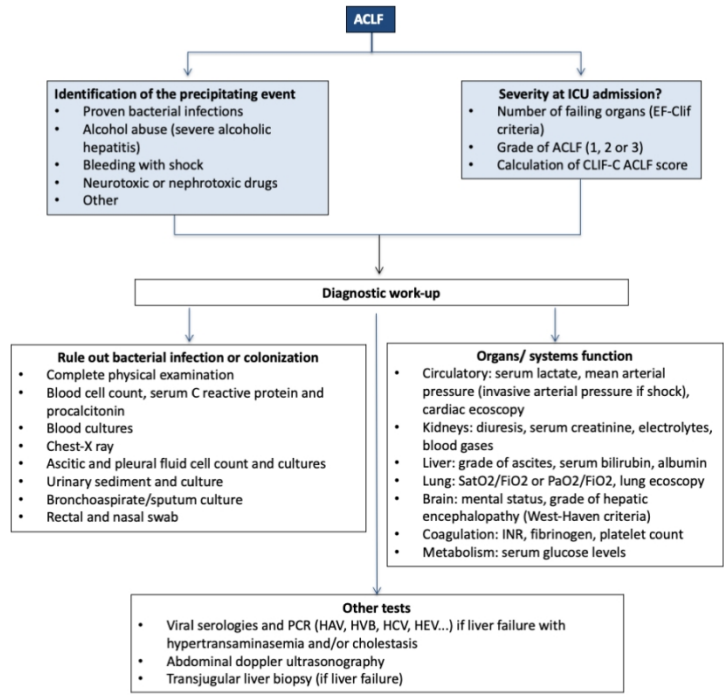 ACLF
Identification of the precipitating event
• Proven bacterial infections
• Alcohol abuse (severe alcoholic
hepatitis)
• Bleeding with shock
• Neurotoxic or nephrotoxic drugs
• Other
Severity at ICU admission?
• Number of failing organs (EF-Clif
criteria)
• Grade of ACLF (1, 2 or 3)
• Calculation of CLIF-C ACLF score
Diagnostic work-up
Rule out bacterial infection or colonization
• Complete physical examination
• Blood cell count, serum C reactive protein and
procalcitonin
• Blood cultures
• Chest-X ray
• Ascitic and pleural fluid cell count and cultures
• Urinary sediment and culture
• Bronchoaspirate/sputum culture
• Rectal and nasal swab
Organs/ systems function
• Circulatory: serum lactate, mean arterial
pressure (invasive arterial pressure if shock),
cardiac ecoscopy
• Kidneys: diuresis, serum creatinine, electrolytes,
blood gases
• Liver: grade of ascites, serum bilirubin, albumin
• Lung: SatO2/FiO2 or PaO2/FiO2, lung ecoscopy
• Brain: mental status, grade of hepatic
encephalopathy (West-Haven criteria)
• Coagulation: INR, fibrinogen, platelet count
• Metabolism: serum glucose levels
Other tests
• Viral serologies and PCR (HAV, HVB, HCV, HEV...) if liver failure with
hypertransaminasemia and/or cholestasis
• Abdominal doppler ultrasonography
• Transjugular liver biopsy (if liver failure)